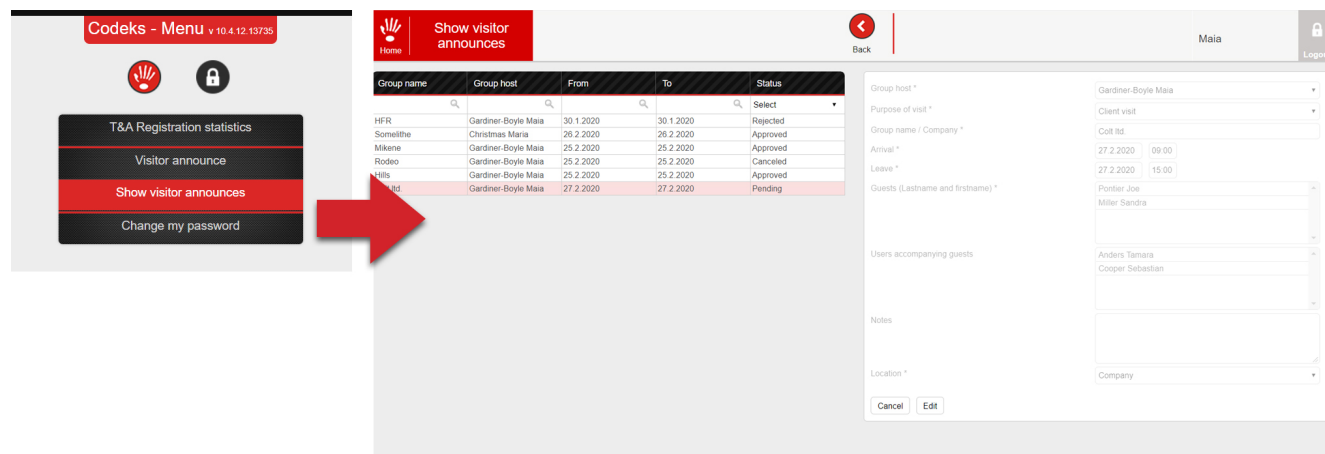 Codeks - Menu v 10.4.12.13735
T&A Registration statistics
Visitor announce
Show visitor announces
Change my password
Home
Show visitor
announces
Back
Maia
Group name Group host From To Status
Select
HFR Gardiner-Boyle Maia 30.1.2020 30.1.2020 Rejected
Somelithe Christmas Maria 26.2.2020 26.2.2020 Approved
Mikene Gardiner-Boyle Maia 25.2.2020 25.2.2020 Approved
Rodeo Gardiner-Boyle Maia 25.2.2020 25.2.2020 Canceled
Hills Gardiner-Boyle Maia 25.2.2020 25.2.2020 Approved
ltd. Gardiner-Boyle Maia 27.2.2020 27.2.2020 Pending
Group host * Gardiner-Boyle Maia
Purpose of visit * Client visit
Group name / Company * Colt ltd.
Arrival * 27.2.2020 09:00
Leave * 27.2.2020 15:00
Guests (Lastname and firstname) * Pontier Joe
Miller Sandra
Users accompanying guests Anders Tamara
Cooper Sebastian
Notes
Location * Company
Cancel Edit